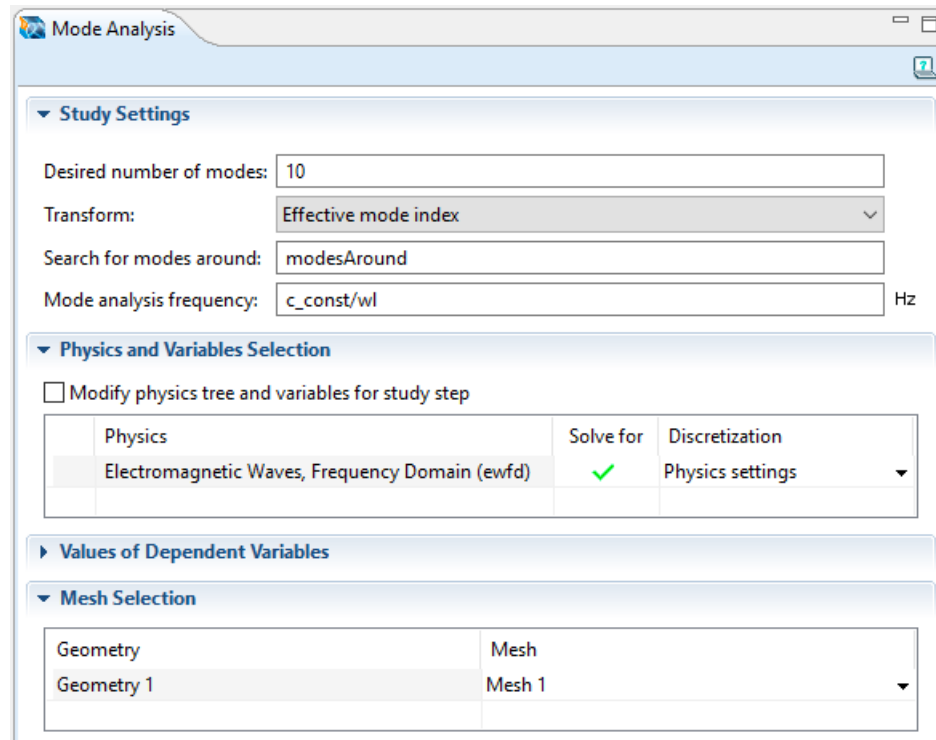 Mode Analysis
Study Settings
Desired number of modes: 10
Transform: Effective mode index
Search for modes around: modesAround
Mode analysis frequency: c_const/wl Hz
Physics and Variables Selection
Modify physics tree and variables for study step
Physics Solve for Discretization
Electromagnetic Waves, Frequency Domain (ewfd) Physics settings
Values of Dependent Variables
Mesh Selection
Geometry Mesh
Geometry 1 Mesh 1